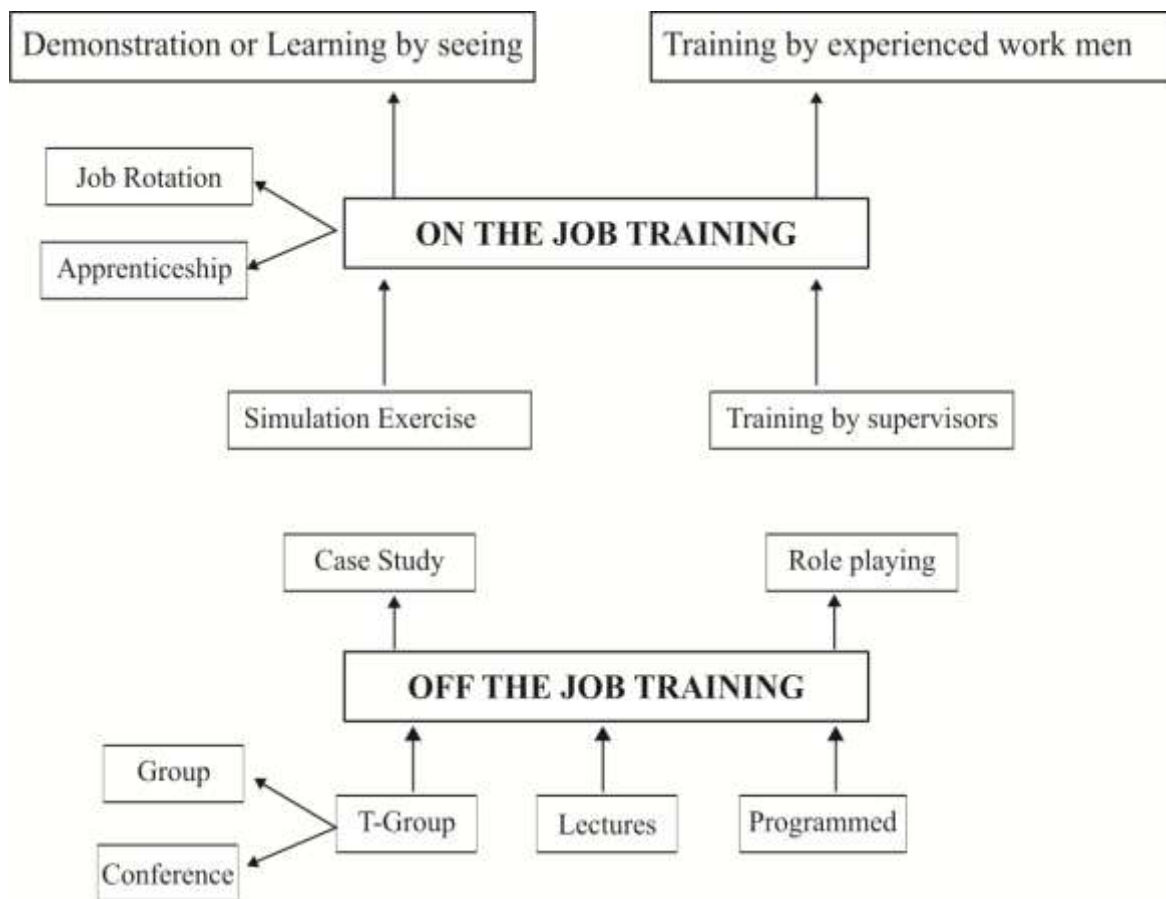 Demonstration or Learning by seeing
Training by experienced work men
Job Rotation
ON THE JOB TRAINING
Apprenticeship
Simulation Exercise
Training by supervisors
Case Study
Role playing
OFF THE JOB TRAINING
Group
T-Group
Lectures
Programmed
Conference